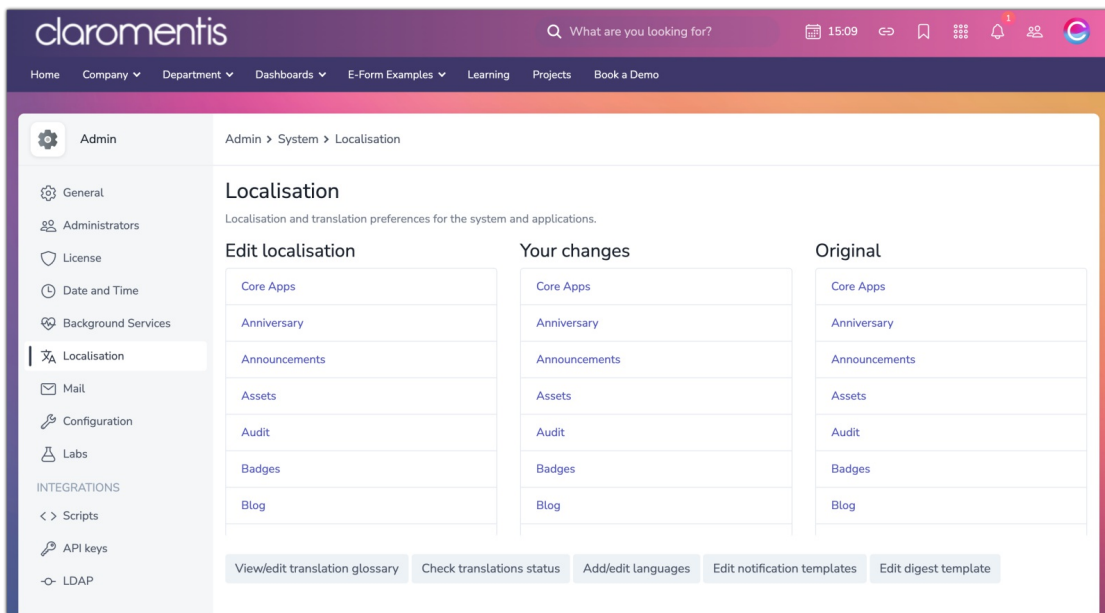 claromentis
What are you looking for?
15:09
1
Home Company Department Dashboards E-Form Examples Learning Projects Book a Demo
Admin
Admin > System > Localisation
General
Administrators
License
Date and Time
Background Services
Localisation
Mail
Configuration
Labs
INTEGRATIONS
Scripts
API keys
LDAP
Localisation
Localisation and translation preferences for the system and applications.
Edit localisation
Core Apps
Anniversary
Announcements
Assets
Audit
Badges
Blog
Your changes
Core Apps
Anniversary
Announcements
Assets
Audit
Badges
Blog
Original
Core Apps
Anniversary
Announcements
Assets
Audit
Badges
Blog
View/edit translation glossary Check translations status Add/edit languages Edit notification templates Edit digest template